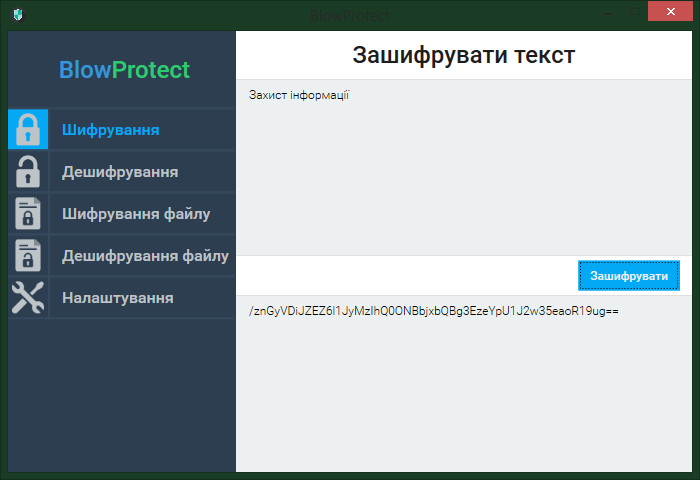 BlowProtect
BlowProtect
Зашифрувати текст
Шифрування
Дешифрування
Шифрування файлу
Дешифрування файлу
Налаштування
Захист інформації
Зашифрувати
/znGyVDiJZEZ6I1JyMzIhQ0ONBbjxbQBg3EzeYpU1J2w35eaoR19ug==